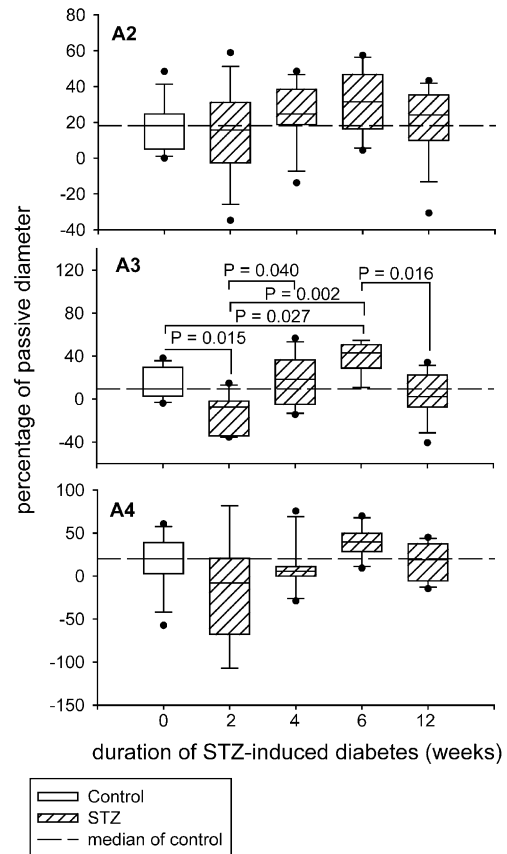 percentage of passive diameter
A2
80
60
40
20
0
-20
-40
A3
120
80
40
0
-40
P = 0.040
P = 0.016
P = 0.002
P = 0.027
P = 0.015
A4
100
50
0
-50
-100
-150
0 2 4 6 12
duration of STZ-induced diabetes (weeks)
Control
STZ
median of control